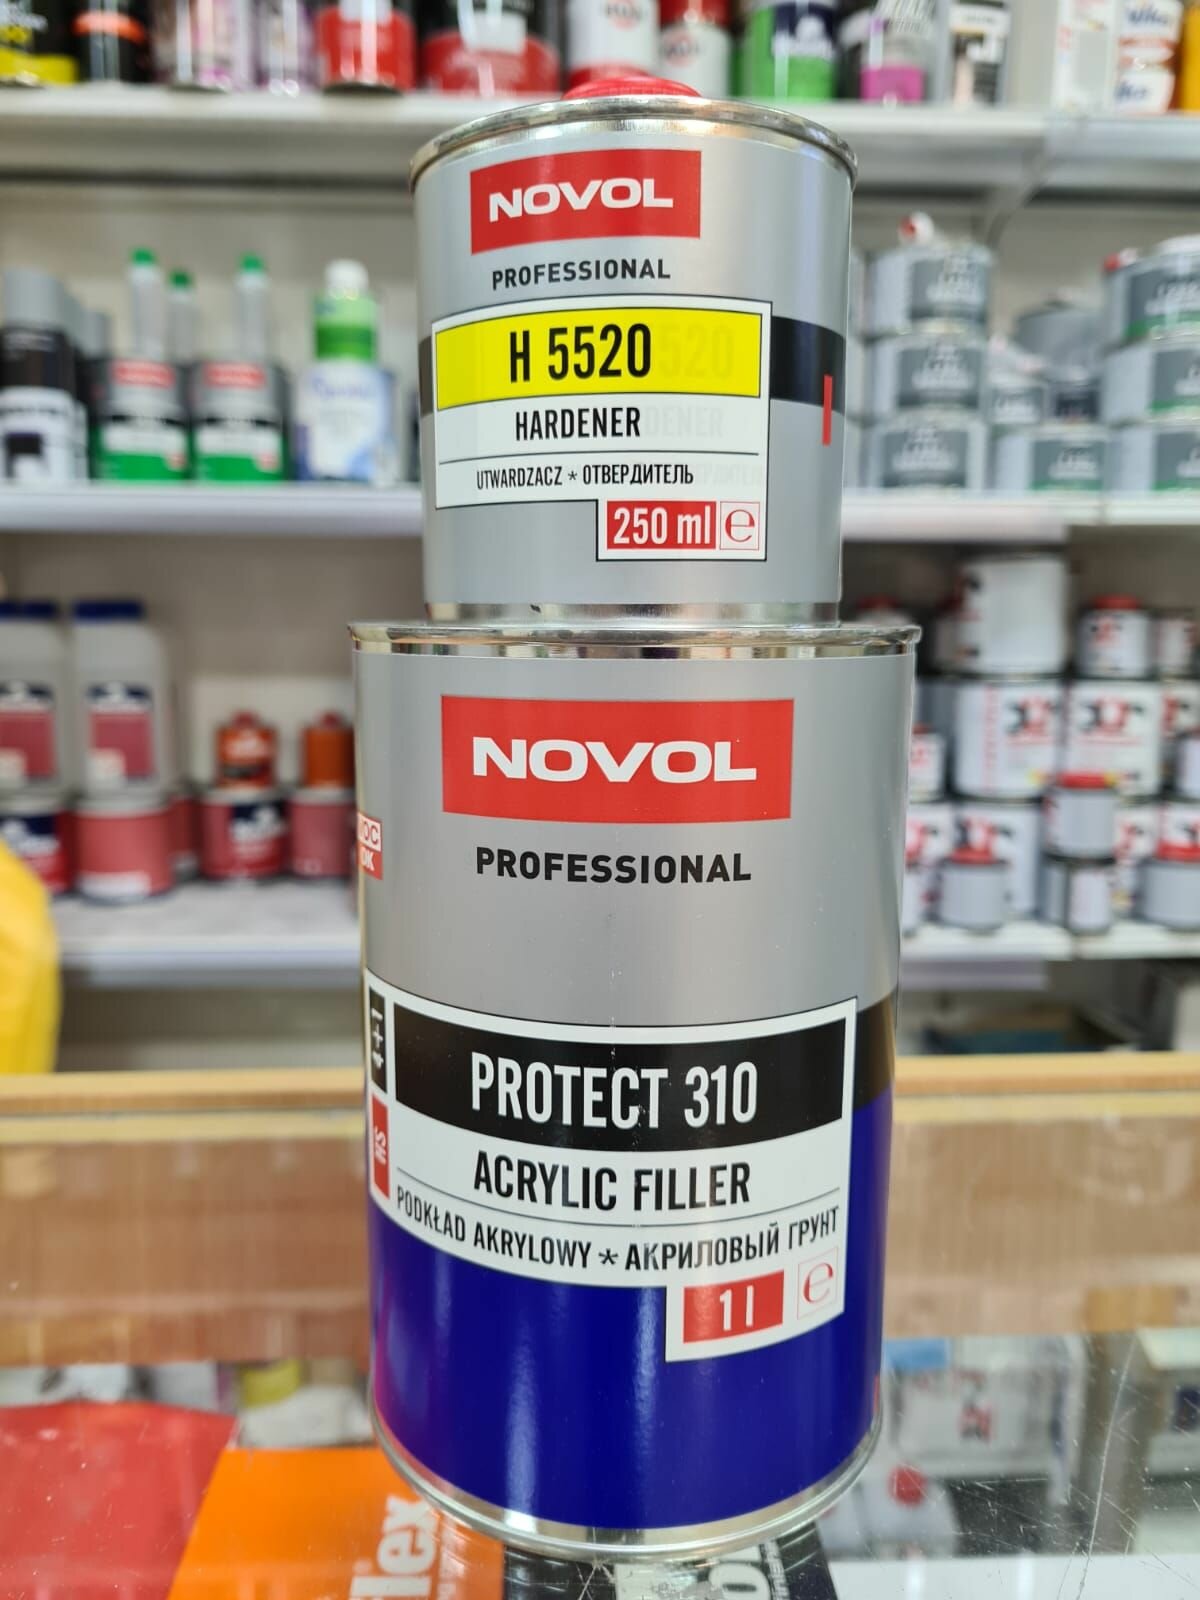 NOVOL
PROFESSIONAL
H 5520
HARDENER
UTWARDZACZ * ОТВЕРДИТЕЛЬ
250 ml e
NOVOL
PROFESSIONAL
4+1
HS
PROTECT 310
ACRYLIC FILLER
PODKŁAD AKRYLOWY * АКРИЛОВЫЙ ГРУНТ
1 l e